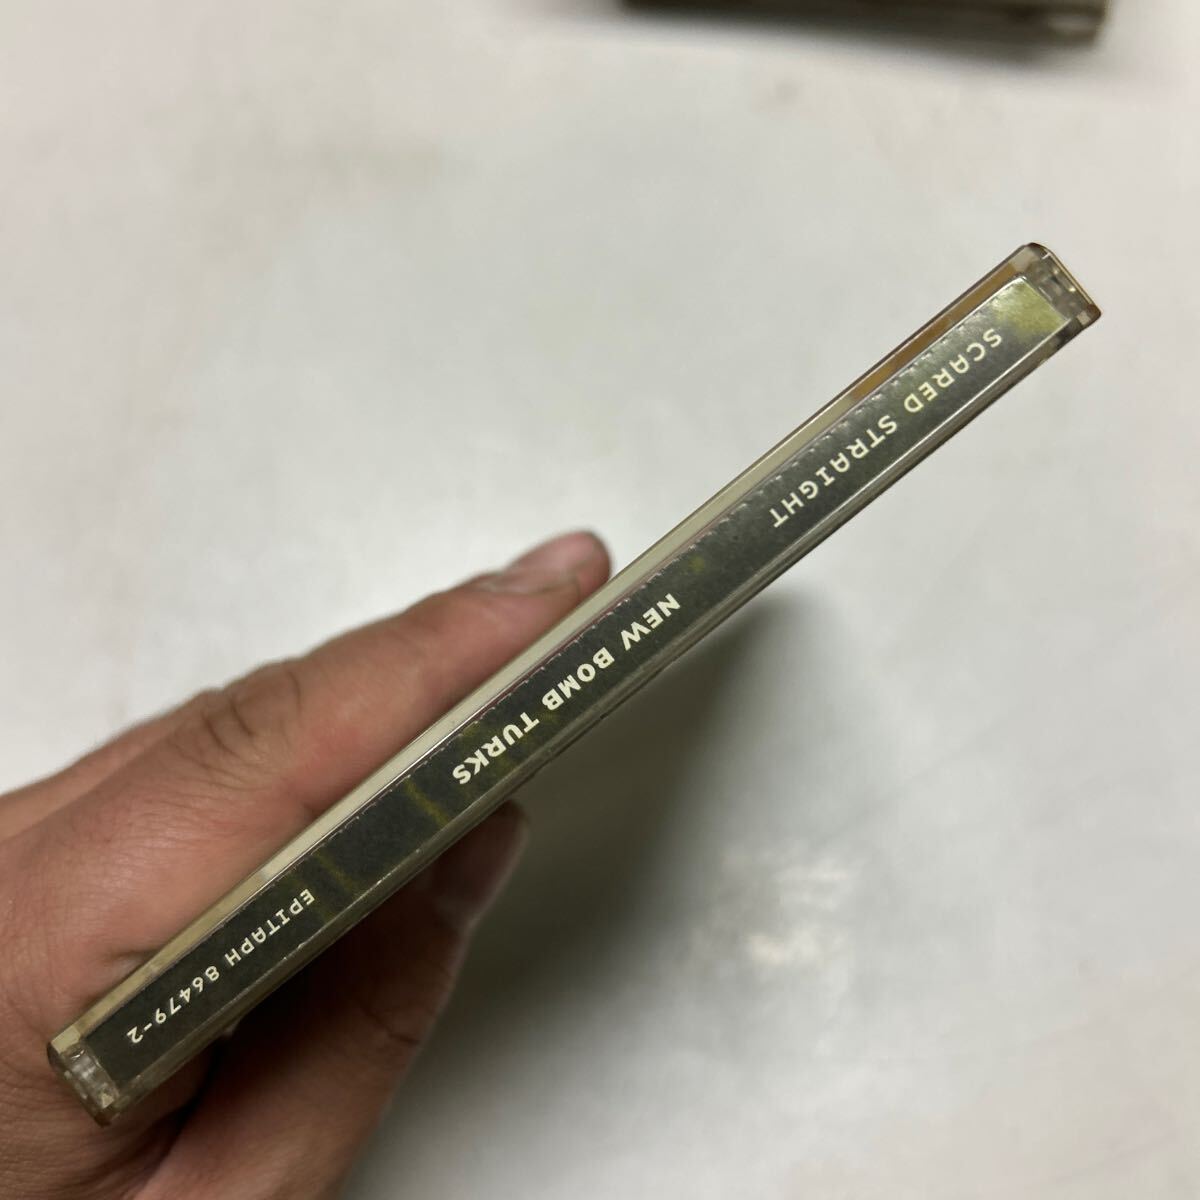 SCARED STRAIGHT
NEW BOMB TURKS
EPITAPH 86479-2